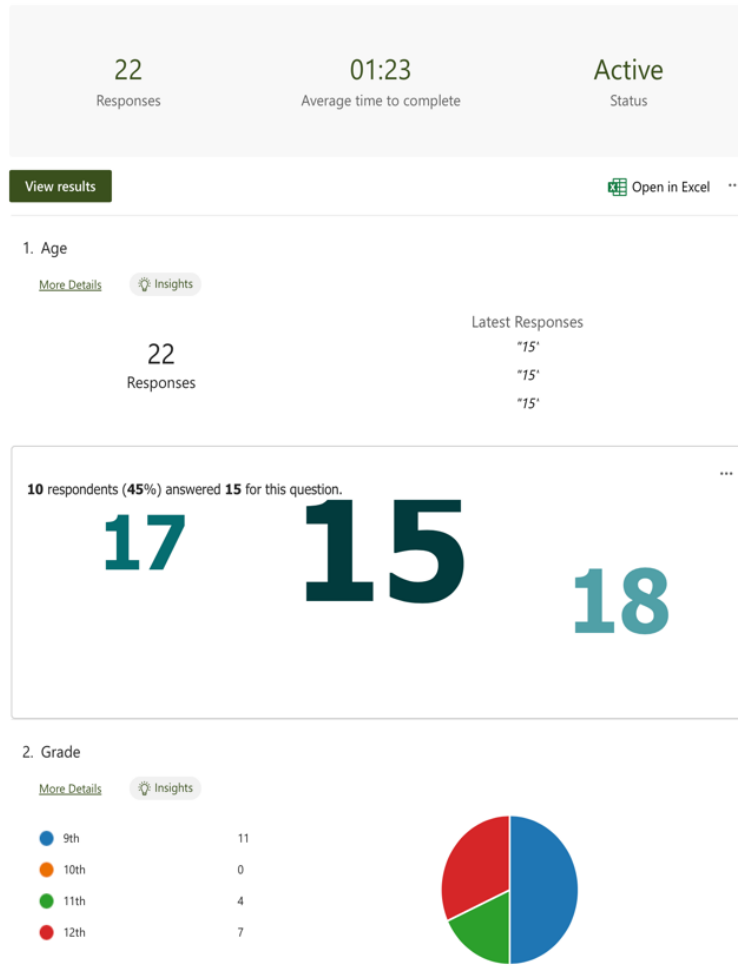 22 01:23 Active
Responses Average time to complete Status
View results Open in Excel ...
1. Age
More Details Insights
Latest Responses
22 "15"
Responses "15"
"15"
...
10 respondents (45%) answered 15 for this question.
17 15 18
2. Grade
More Details Insights
9th 11
10th 0
11th 4
12th 7